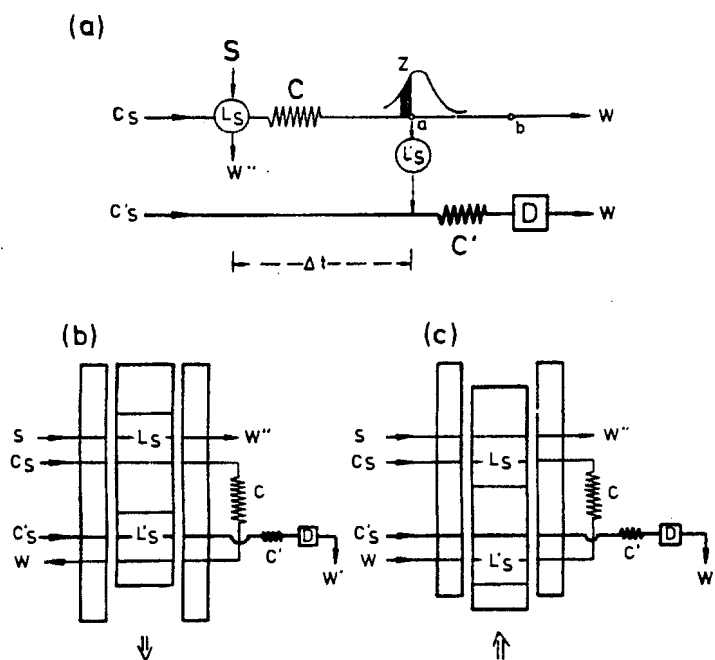 (a)
S
Z
C
Cs Ls a b W
W''
L's
C's D W
C'
Δt
(b)
S Ls W''
Cs
C
C's L's D
W C'
W'
(c)
S W''
Cs Ls
C
C's D
W L's C'
W